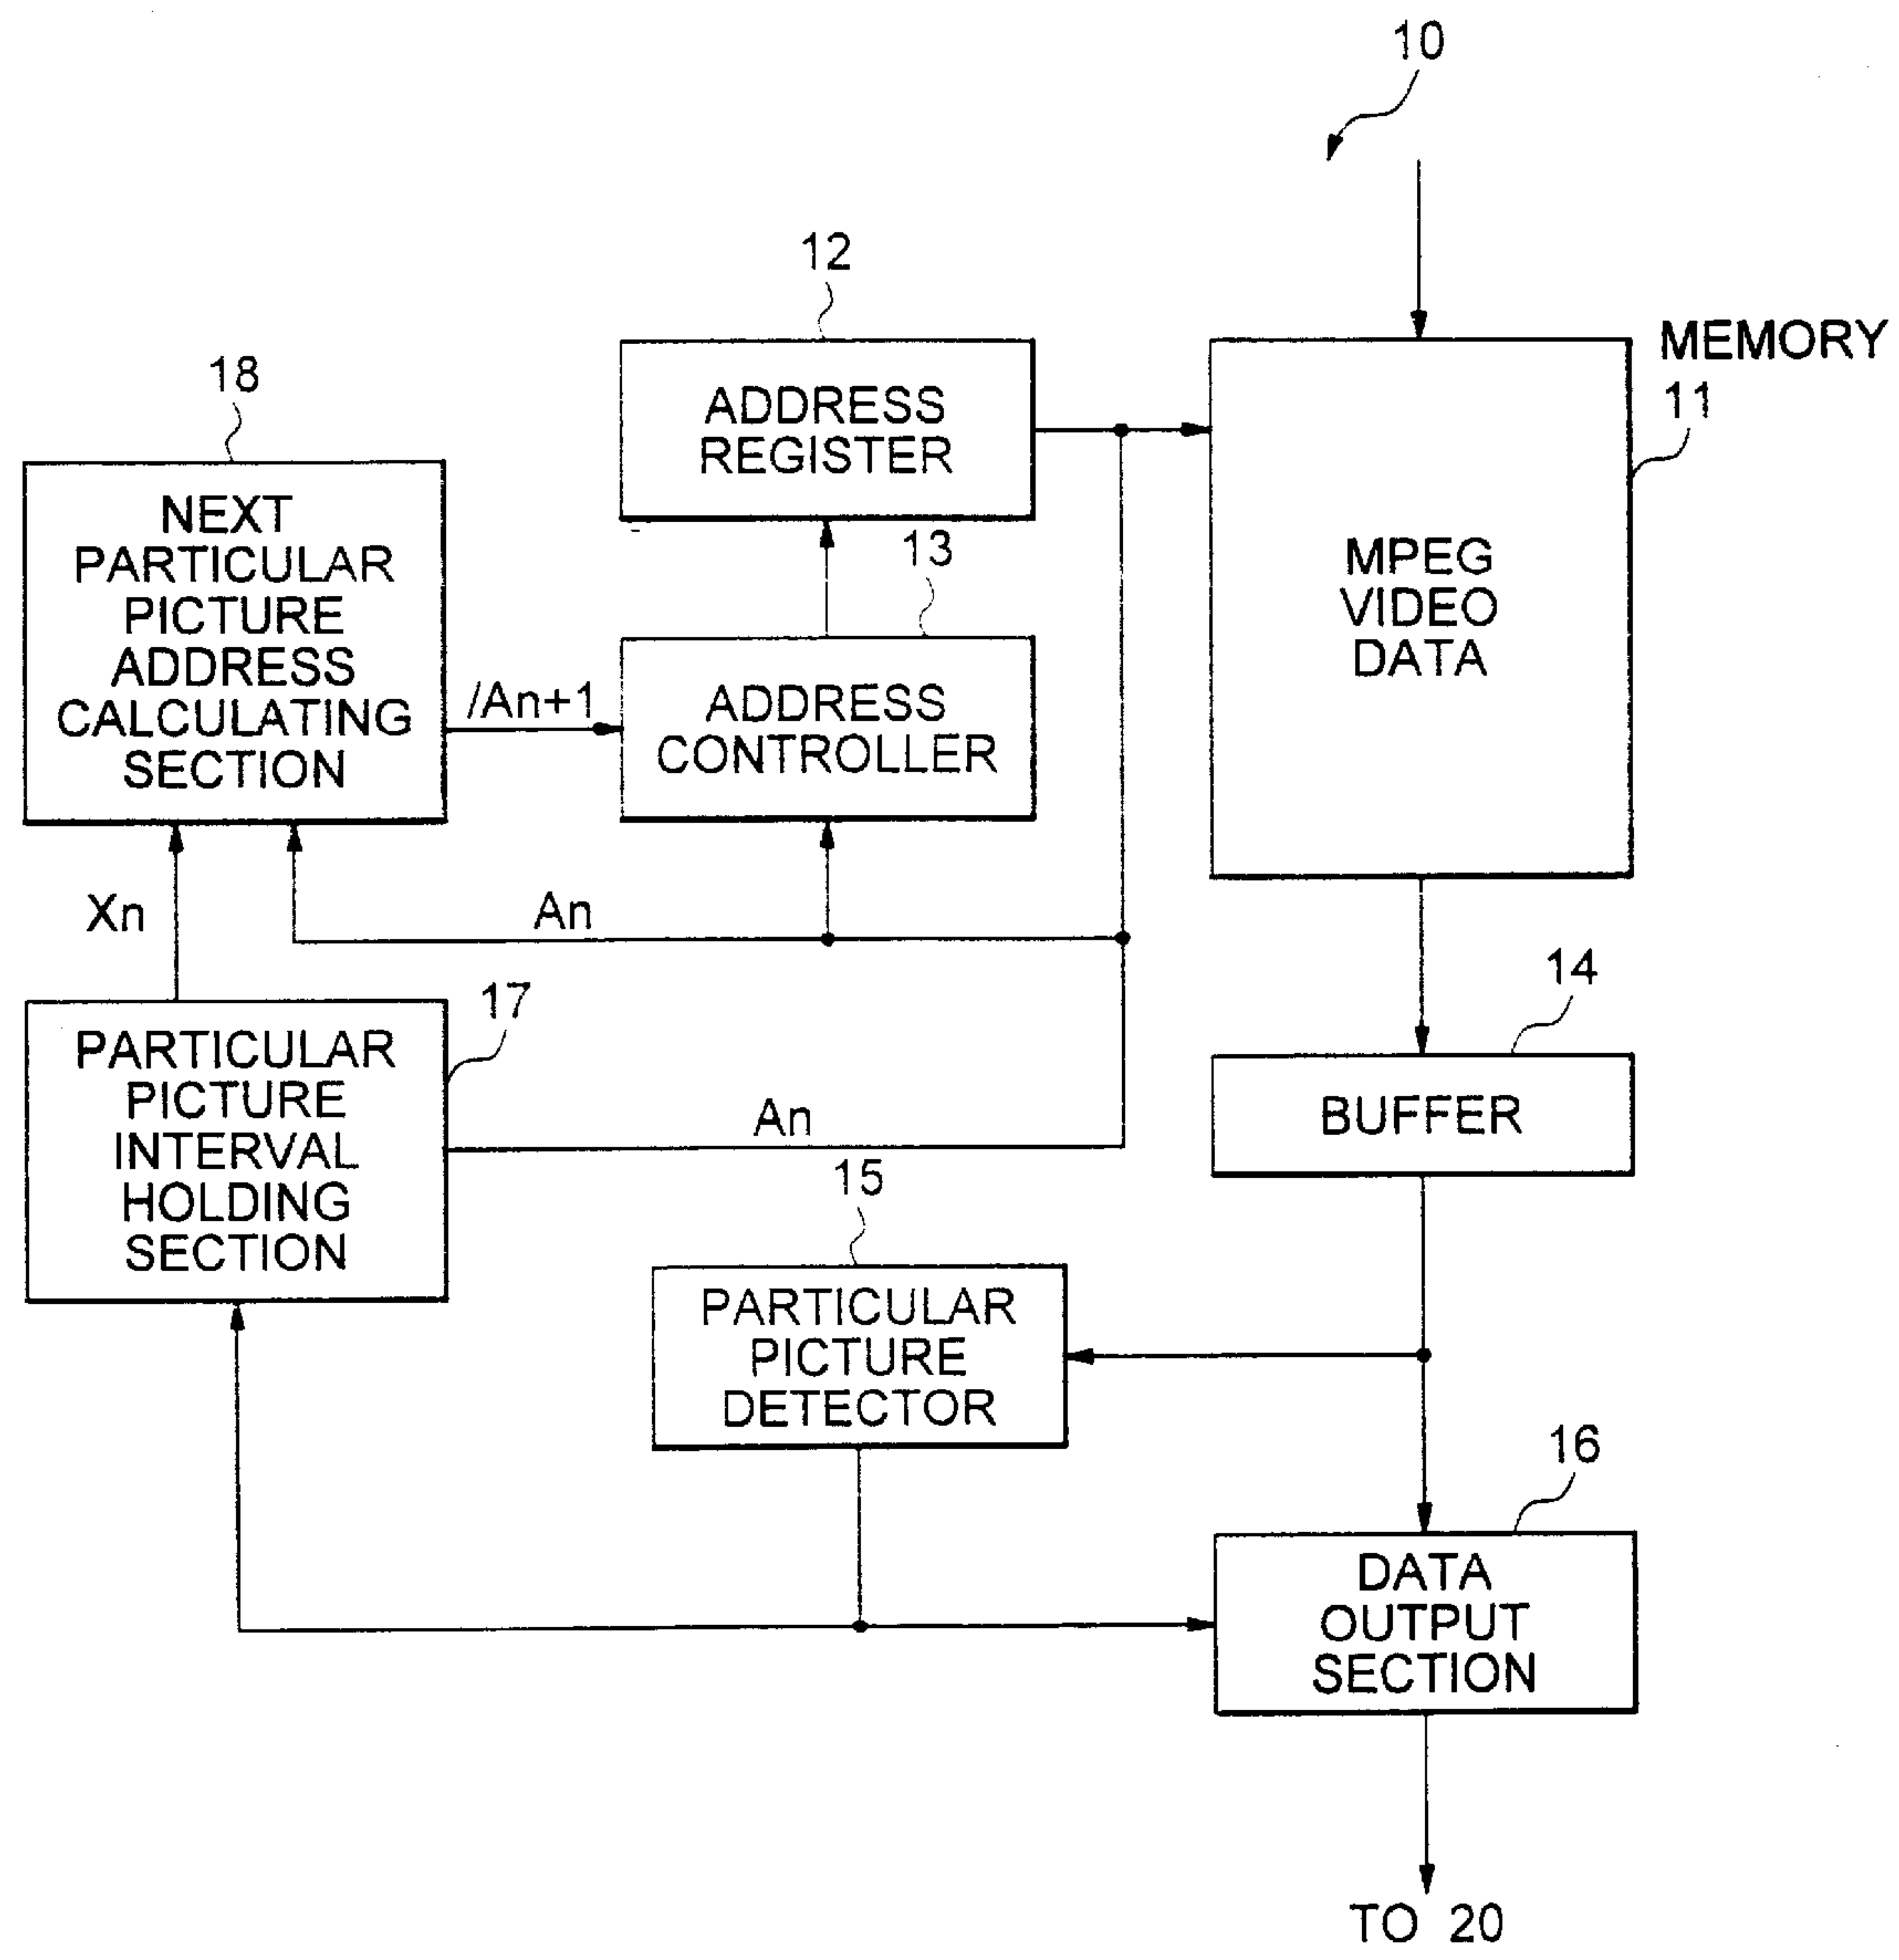 10
12
MEMORY
11
18
ADDRESS
REGISTER
NEXT
PARTICULAR
PICTURE
ADDRESS
CALCULATING
SECTION
13
MPEG
VIDEO
DATA
/An+1
ADDRESS
CONTROLLER
Xn
An
17
14
PARTICULAR
PICTURE
INTERVAL
HOLDING
SECTION
An
BUFFER
15
PARTICULAR
PICTURE
DETECTOR
16
DATA
OUTPUT
SECTION
TO 20